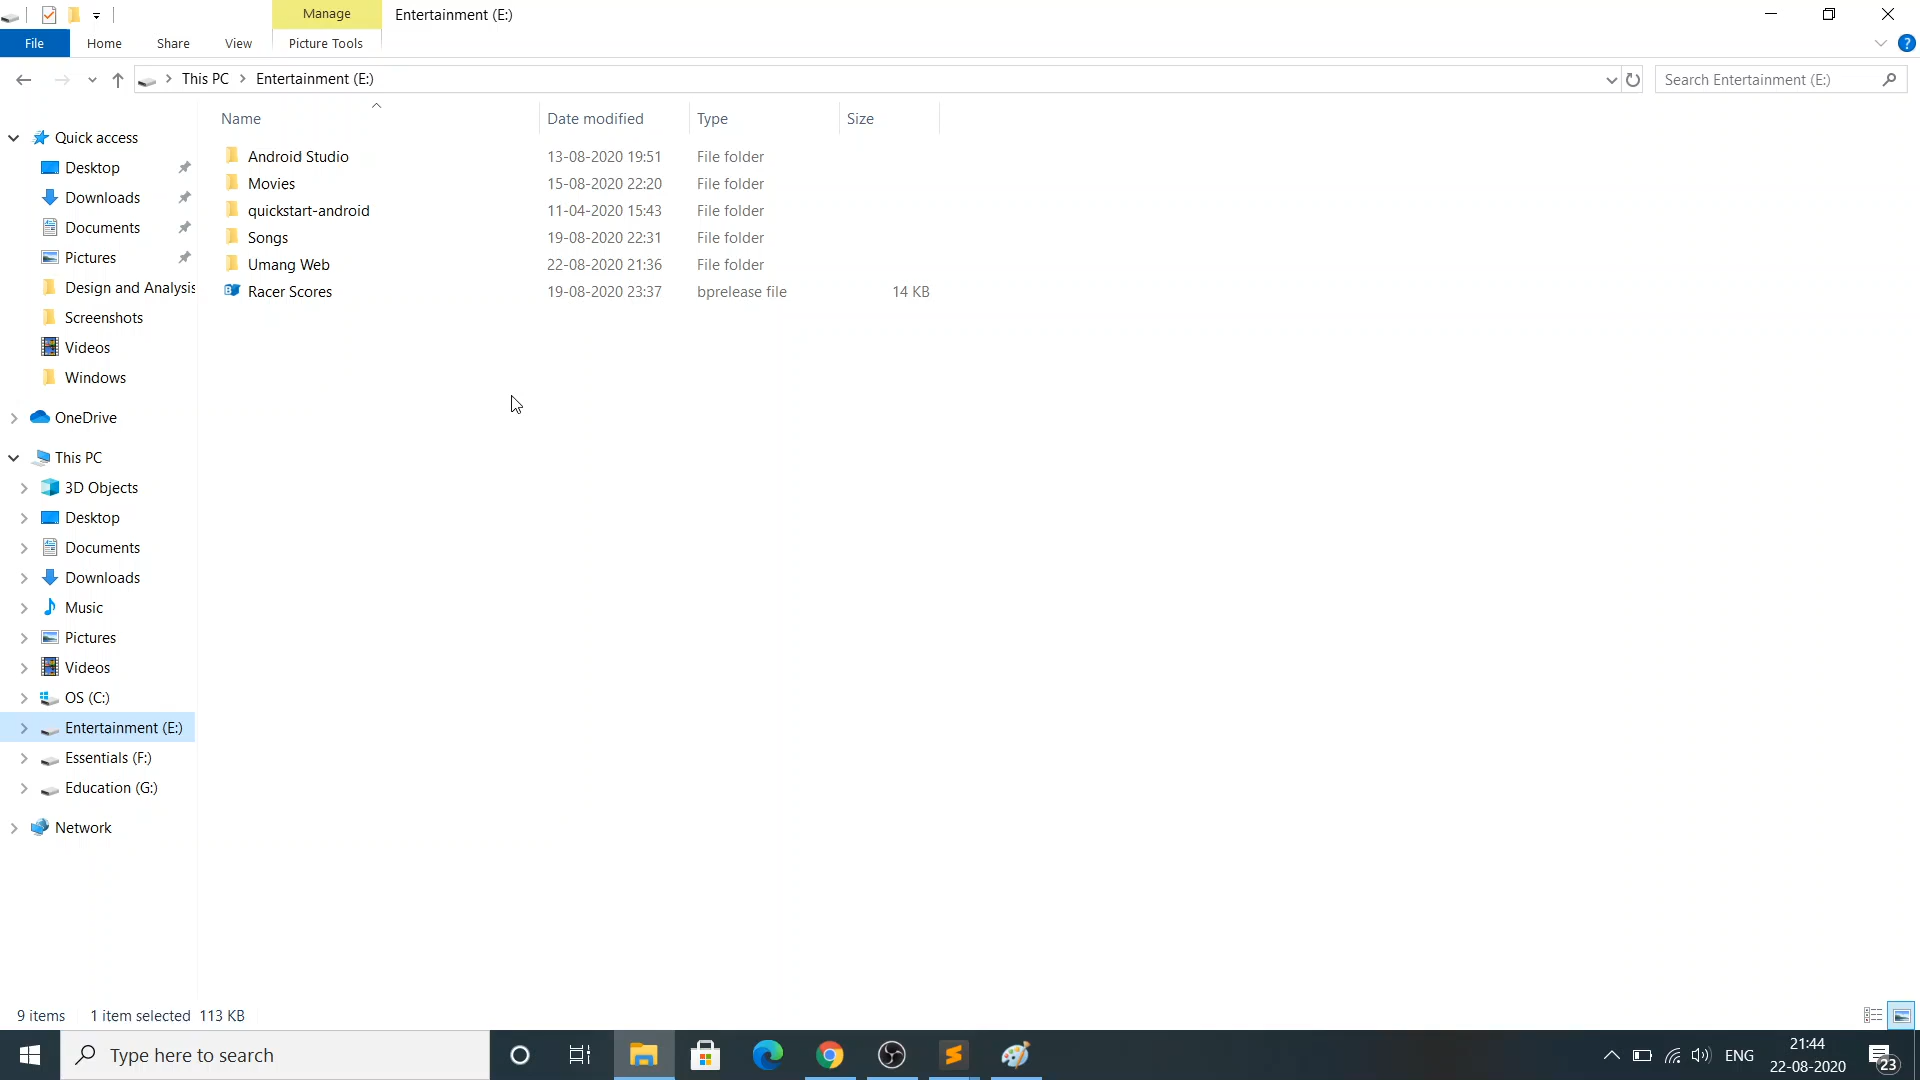 Manage
Entertainment (E:)
File
Home
Share
View
Picture Tools
This PC
Entertainment (E:)
Search Entertainment (E:)
Name
Date modified
Type
Size
Quick access
Desktop
Downloads
Documents
Pictures
Design and Analysis
Screenshots
Videos
Windows
OneDrive
This PC
3D Objects
Desktop
Documents
Downloads
Music
Pictures
Videos
OS (C:)
Entertainment (E:)
Essentials (F:)
Education (G:)
Network
Android Studio 13-08-2020 19:51 File folder
Movies 15-08-2020 22:20 File folder
quickstart-android 11-04-2020 15:43 File folder
Songs 19-08-2020 22:31 File folder
Umang Web 22-08-2020 21:36 File folder
Racer Scores 19-08-2020 23:37 bprelease file 14 KB
9 items 1 item selected 113 KB
Type here to search
ENG
21:44
22-08-2020
23